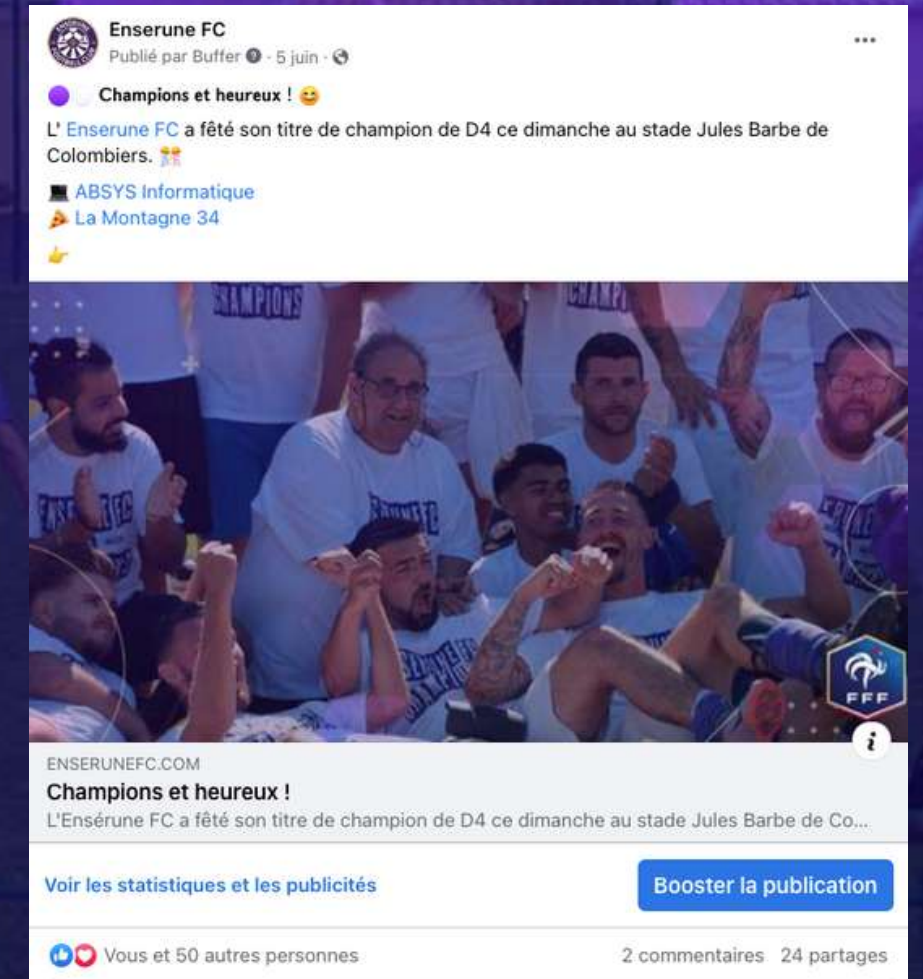 Enserune FC
Publié par Buffer · 5 juin ·
Champions et heureux ! 😊
L' Enserune FC a fêté son titre de champion de D4 ce dimanche au stade Jules Barbe de
Colombiers. 🎊
💻 ABSYS Informatique
🍕 La Montagne 34
👉
CHAMPIONS
FFF
ENSERUNEFC.COM
Champions et heureux !
L'Ensérune FC a fêté son titre de champion de D4 ce dimanche au stade Jules Barbe de Co...
Voir les statistiques et les publicités
Booster la publication
Vous et 50 autres personnes
2 commentaires 24 partages